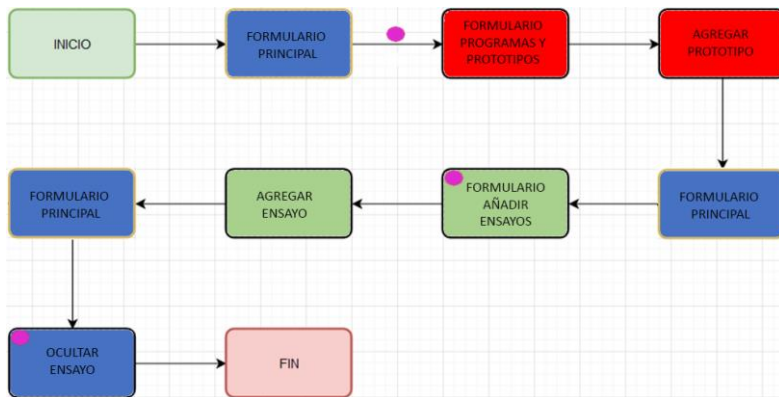 INICIO
FORMULARIO
PRINCIPAL
FORMULARIO
PROGRAMAS Y
PROTOTIPOS
AGREGAR
PROTOTIPO
FORMULARIO
PRINCIPAL
AGREGAR
ENSAYO
FORMULARIO
AÑADIR
ENSAYOS
FORMULARIO
PRINCIPAL
OCULTAR
ENSAYO
FIN